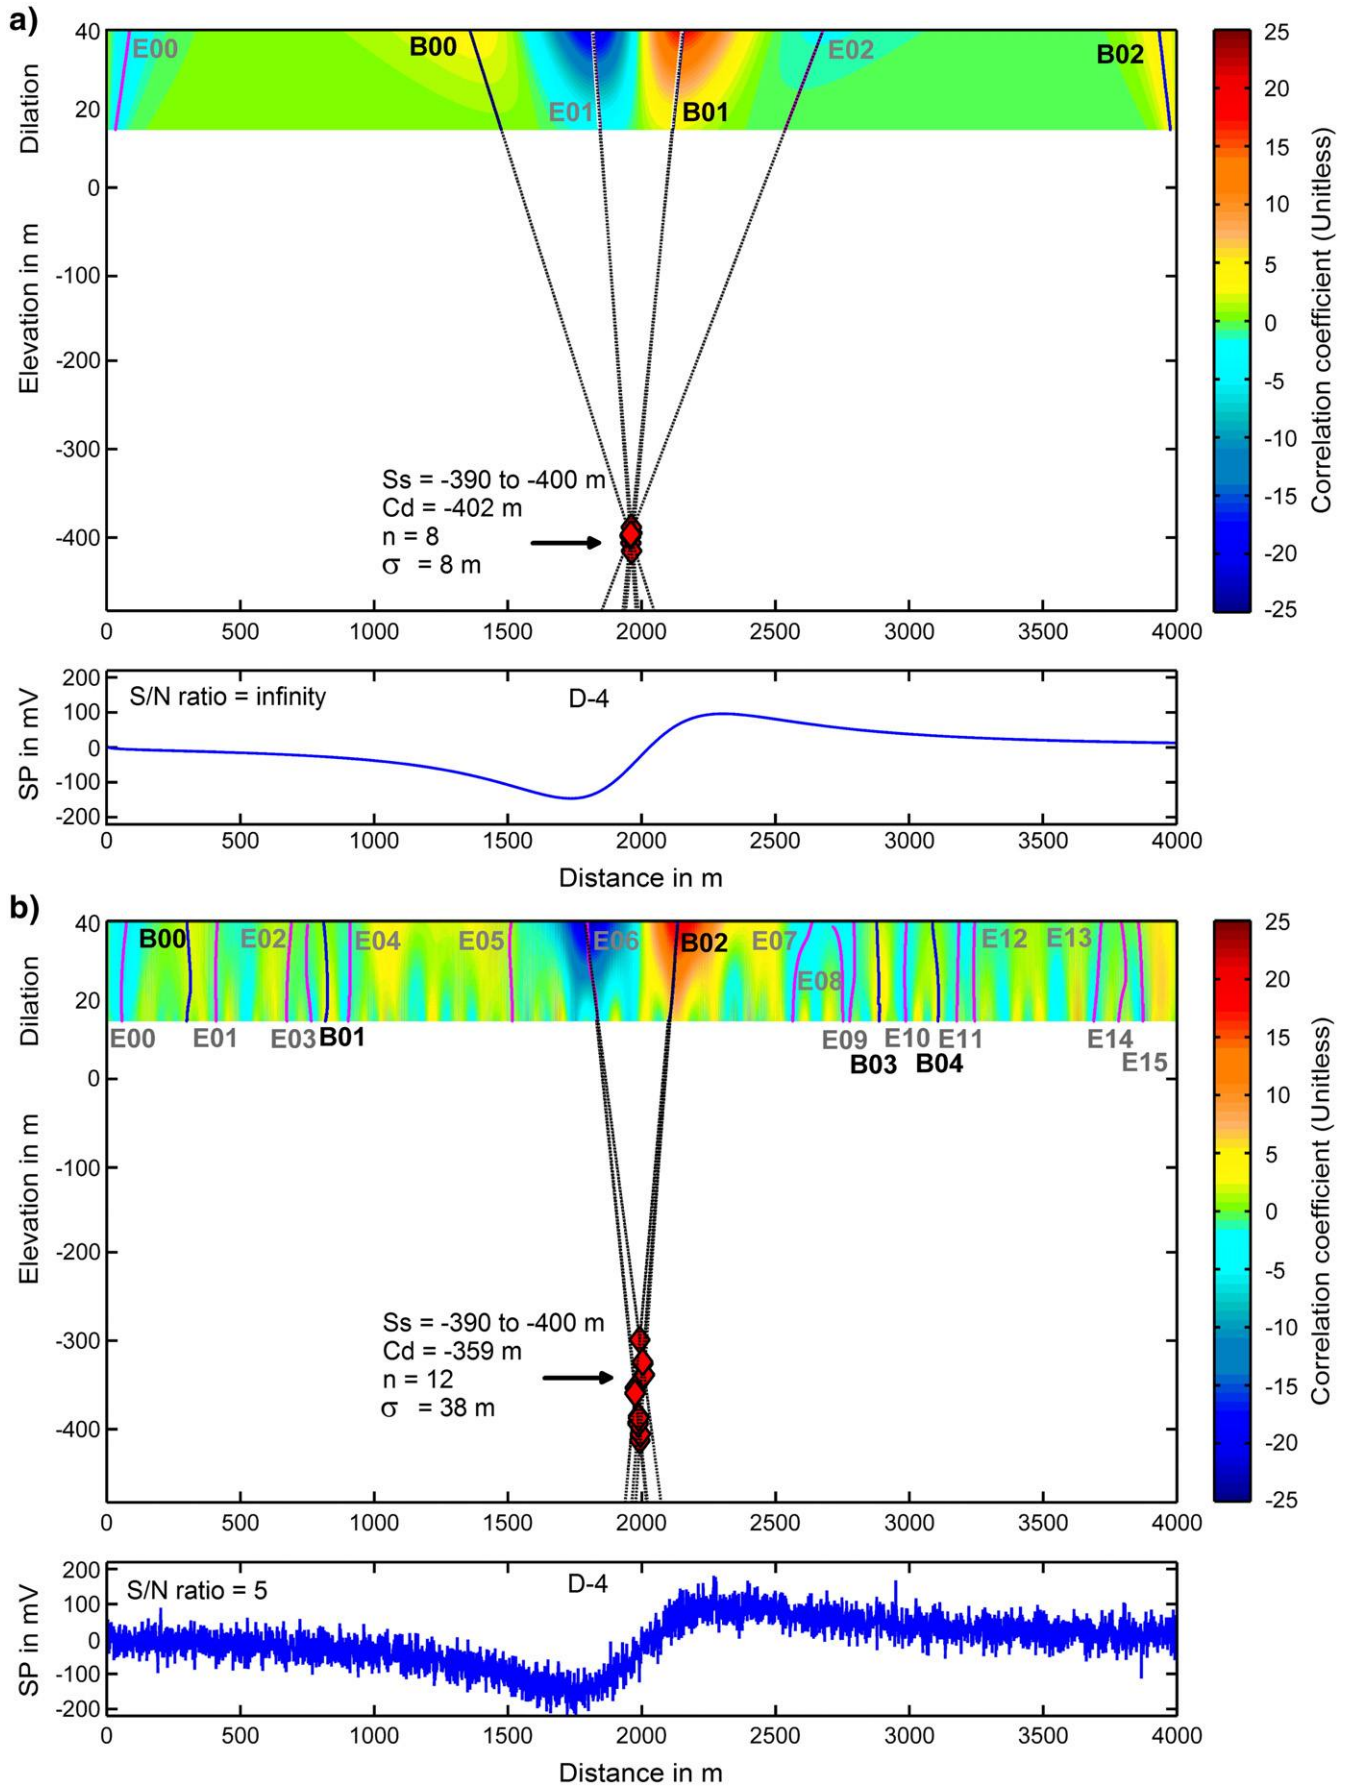 a)
40
20
Dilation
E00
B00
E01
B01
E02
B02
0
-100
-200
-300
-400
Elevation in m
Ss = -390 to -400 m
Cd = -402 m
n = 8
σ = 8 m
0 500 1000 1500 2000 2500 3000 3500 4000
25
20
15
10
5
0
-5
-10
-15
-20
-25
Correlation coefficient (Unitless)
200
100
0
-100
-200
SP in mV
S/N ratio = infinity
D-4
0 500 1000 1500 2000 2500 3000 3500 4000
Distance in m
b)
40
20
Dilation
B00 E02 E04 E05 E06 B02 E07 E12 E13
E08
E00 E01 E03 B01 E09 E10 E11 E14
B03 B04 E15
0
-100
-200
-300
-400
Elevation in m
Ss = -390 to -400 m
Cd = -359 m
n = 12
σ = 38 m
0 500 1000 1500 2000 2500 3000 3500 4000
25
20
15
10
5
0
-5
-10
-15
-20
-25
Correlation coefficient (Unitless)
200
100
0
-100
-200
SP in mV
S/N ratio = 5
D-4
0 500 1000 1500 2000 2500 3000 3500 4000
Distance in m